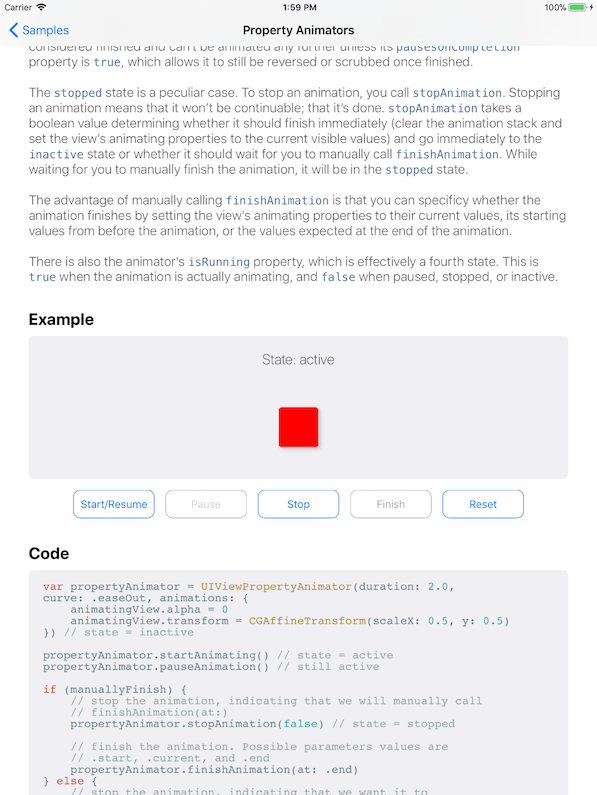 Carrier 1:59 PM 100%
Samples Property Animators
considered finished and can't be animated any further unless its pausesOnCompletion
property is true, which allows it to still be reversed or scrubbed once finished.
The stopped state is a peculiar case. To stop an animation, you call stopAnimation. Stopping
an animation means that it won't be continuable; that it's done. stopAnimation takes a
boolean value determining whether it should finish immediately (clear the animation stack and
set the view's animating properties to the current visible values) and go immediately to the
inactive state or whether it should wait for you to manually call finishAnimation. While
waiting for you to manually finish the animation, it will be in the stopped state.
The advantage of manually calling finishAnimation is that you can specificy whether the
animation finishes by setting the view's animating properties to their current values, its starting
values from before the animation, or the values expected at the end of the animation.
There is also the animator's isRunning property, which is effectively a fourth state. This is
true when the animation is actually animating, and false when paused, stopped, or inactive.
Example
State: active
Start/Resume Pause Stop Finish Reset
Code
var propertyAnimator = UIViewPropertyAnimator(duration: 2.0,
curve: .easeOut, animations: {
animatingView.alpha = 0
animatingView.transform = CGAffineTransform(scaleX: 0.5, y: 0.5)
}) // state = inactive
propertyAnimator.startAnimating() // state = active
propertyAnimator.pauseAnimation() // still active
if (manuallyFinish) {
// stop the animation, indicating that we will manually call
// finishAnimation(at:)
propertyAnimator.stopAnimation(false) // state = stopped
// finish the animation. Possible parameters values are
// .start, .current, and .end
propertyAnimator.finishAnimation(at: .end)
} else {
// stop the animation, indicating that we want it to